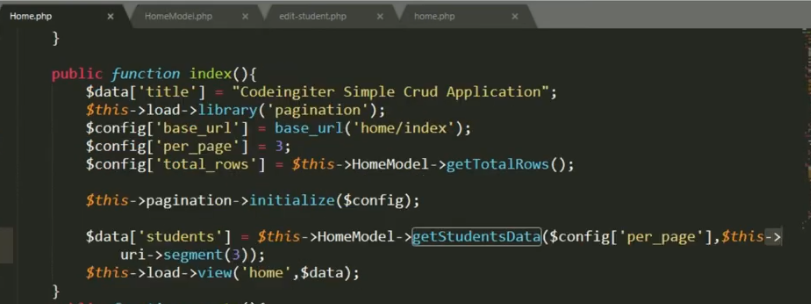 Home.php × HomeModel.php × edit-student.php × home.php ×
}
public function index(){
$data['title'] = "Codeingiter Simple Crud Application";
$this->load->library('pagination');
$config['base_url'] = base_url('home/index');
$config['per_page'] = 3;
$config['total_rows'] = $this->HomeModel->getTotalRows();
$this->pagination->initialize($config);
$data['students'] = $this->HomeModel->getStudentsData($config['per_page'],$this->
uri->segment(3));
$this->load->view('home',$data);
}